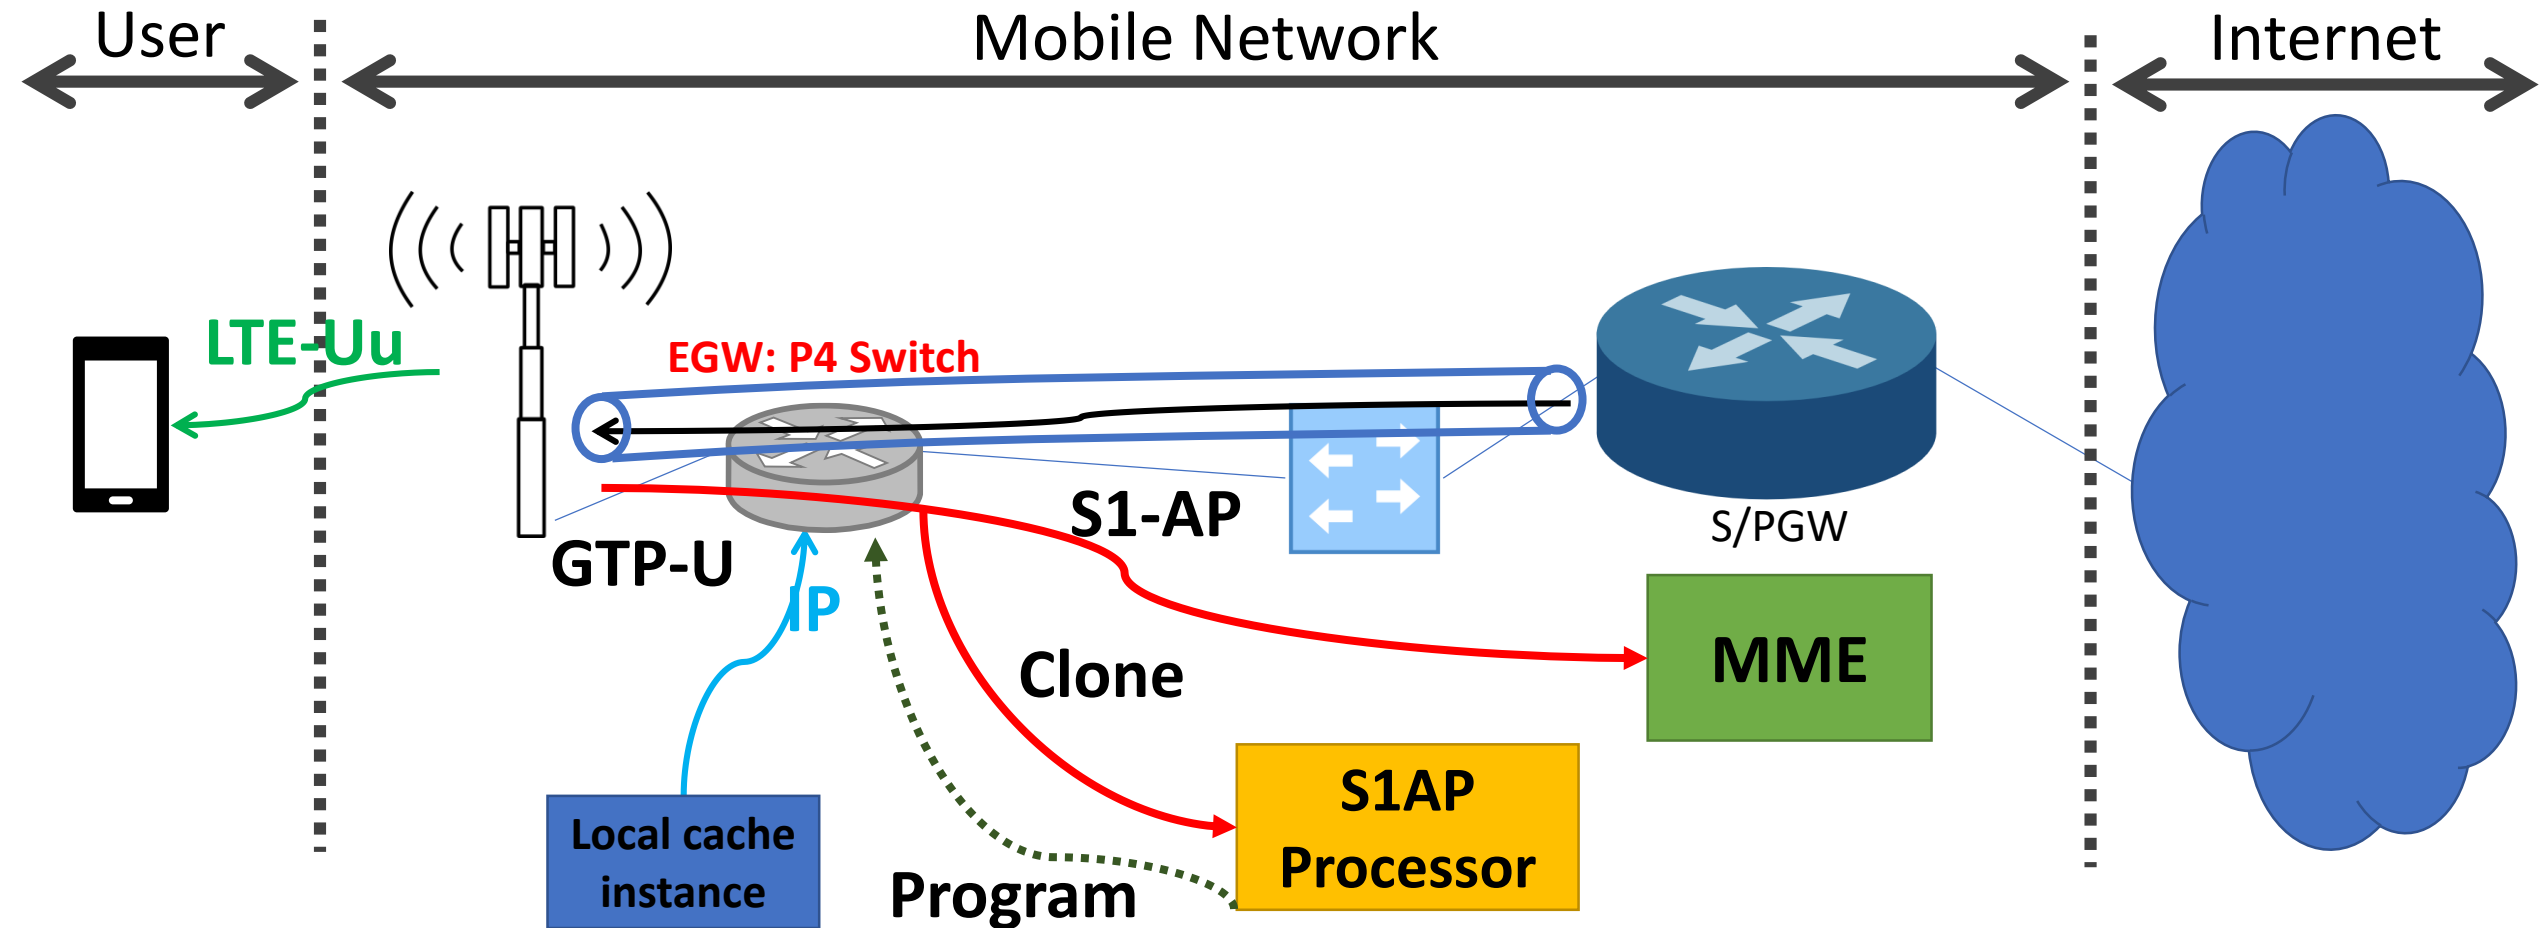 User
Mobile Network
Internet
LTE-Uu
EGW: P4 Switch
S1-AP
S/PGW
GTP-U
IP
MME
Clone
S1AP
Processor
Local cache
instance
Program